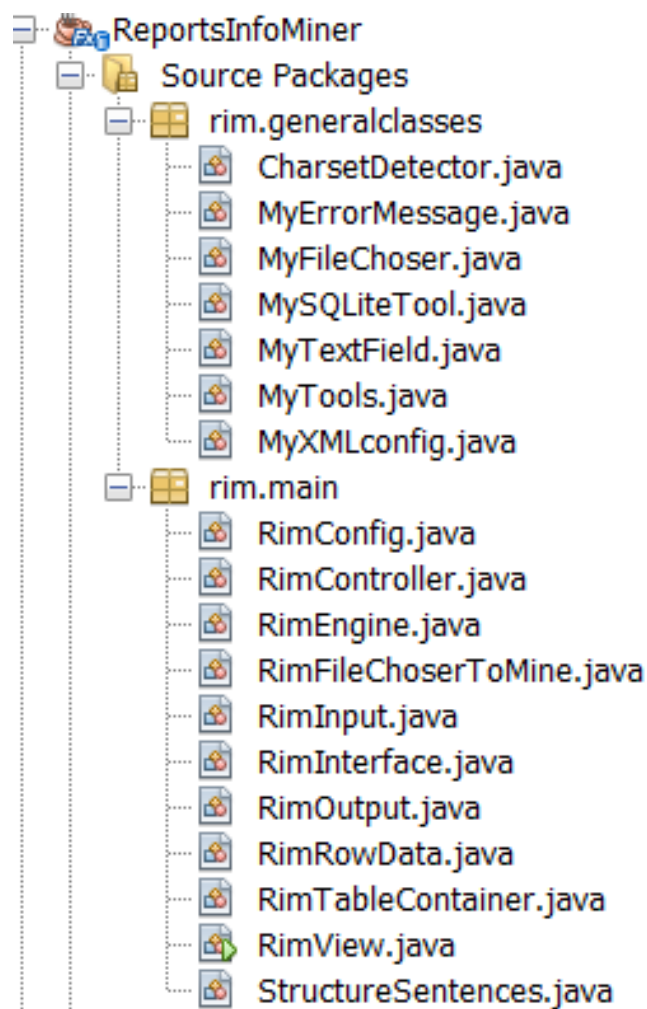 ReportsInfoMiner
Source Packages
rim.generalclasses
CharsetDetector.java
MyErrorMessage.java
MyFileChoser.java
MySQLiteTool.java
MyTextField.java
MyTools.java
MyXMLconfig.java
rim.main
RimConfig.java
RimController.java
RimEngine.java
RimFileChoserToMine.java
RimInput.java
RimInterface.java
RimOutput.java
RimRowData.java
RimTableContainer.java
RimView.java
StructureSentences.java